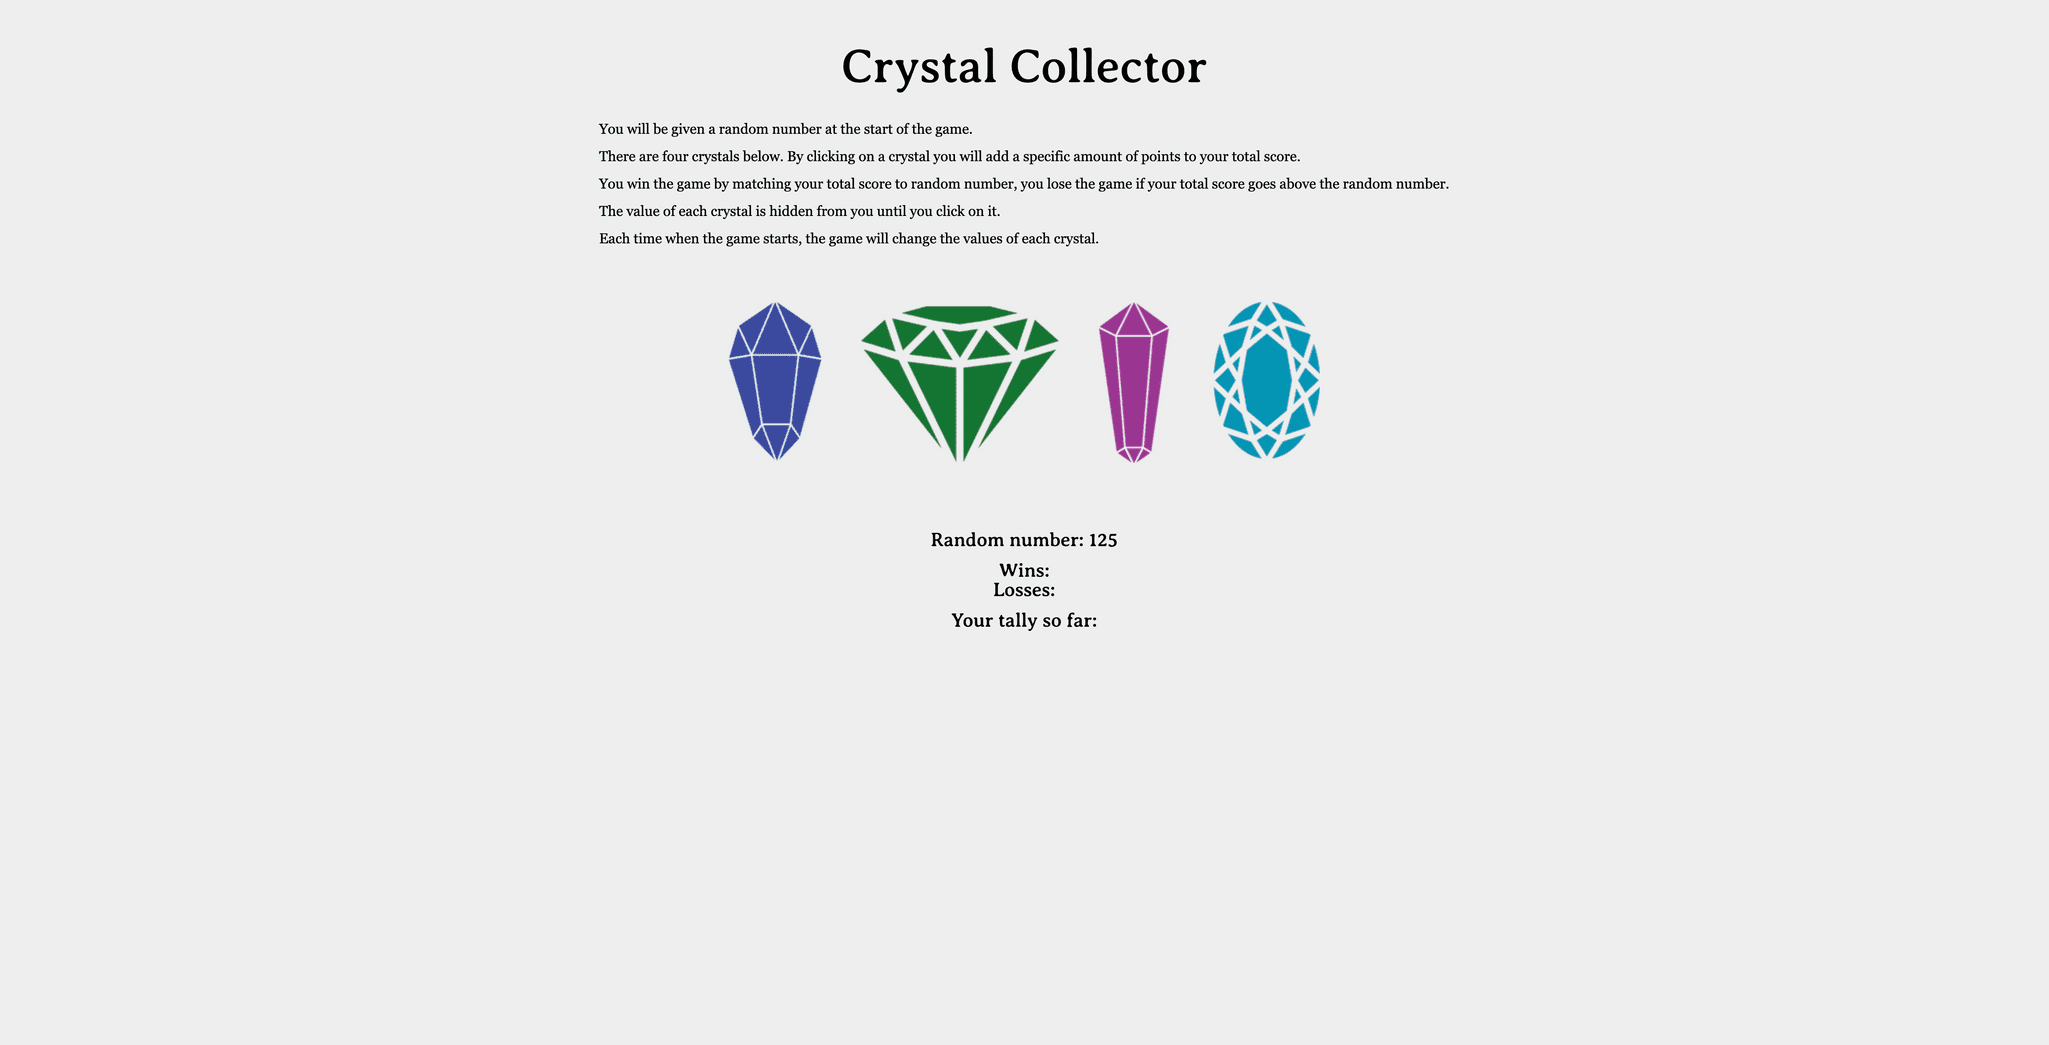 Crystal Collector
You will be given a random number at the start of the game.
There are four crystals below. By clicking on a crystal you will add a specific amount of points to your total score.
You win the game by matching your total score to random number, you lose the game if your total score goes above the random number.
The value of each crystal is hidden from you until you click on it.
Each time when the game starts, the game will change the values of each crystal.
Random number: 125
Wins:
Losses:
Your tally so far: